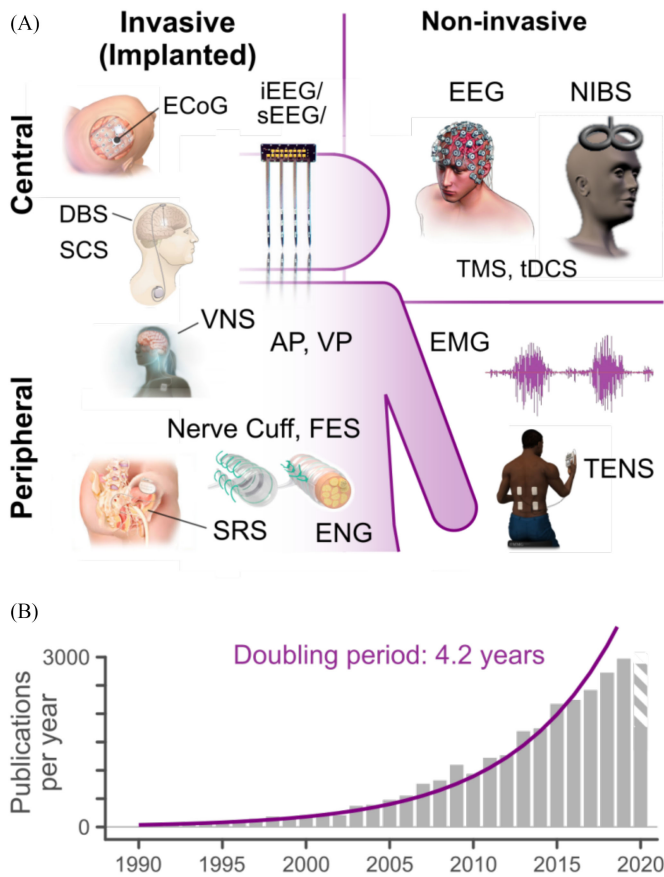 (A)
Invasive
(Implanted)
Non-invasive
Central
Peripheral
ECoG
iEEG/
sEEG/
EEG
NIBS
DBS
SCS
TMS, tDCS
VNS
AP, VP
EMG
Nerve Cuff, FES
TENS
SRS
ENG
(B)
Doubling period: 4.2 years
Publications
per year
3000
0
1990
1995
2000
2005
2010
2015
2020